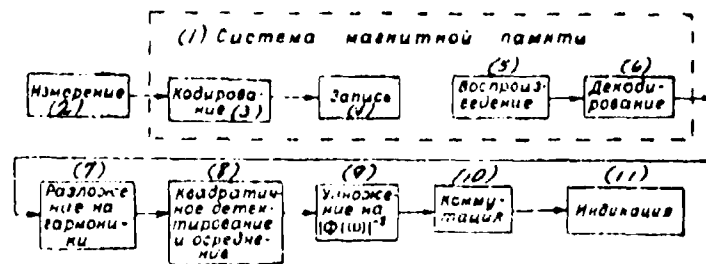 (1) Система магнитной памяти
Измерение
(2)
Кодирова-
ние (3)
Запись
(4)
(5)
Воспроиз-
ведение
(6)
Декоди-
рование
(7)
Разложе-
ние на
гармони-
ки
(8)
Квадратич-
ное детек-
тирование
и осредне-
ние
(9)
Умноже-
ние на
|Ф(ω)|⁻²
(10)
Комму-
тация
(11)
Индикация